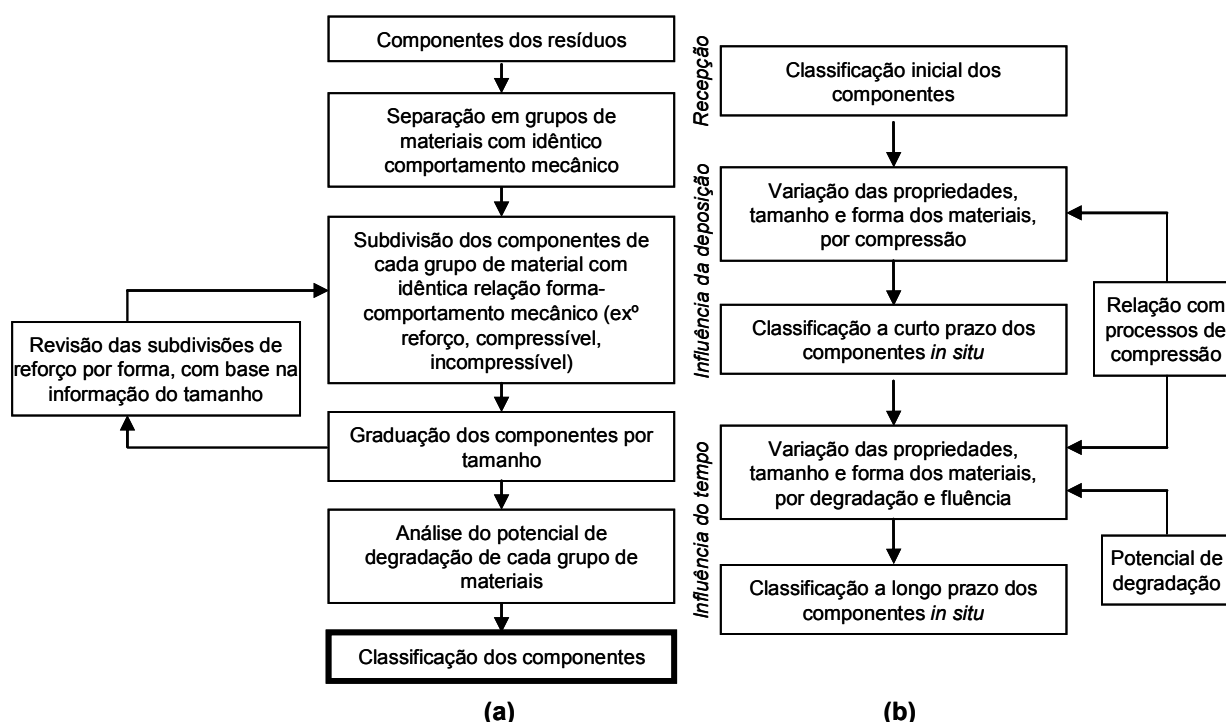 Componentes dos resíduos
Separação em grupos de
materiais com idêntico
comportamento mecânico
Subdivisão dos componentes de
cada grupo de material com
idêntica relação forma-
comportamento mecânico (exº
reforço, compressível,
incompressível)
Revisão das subdivisões de
reforço por forma, com base na
informação do tamanho
Graduação dos componentes por
tamanho
Análise do potencial de
degradação de cada grupo de
materiais
Classificação dos componentes
(a)
Recepção
Classificação inicial dos
componentes
Influência da deposição
Variação das propriedades,
tamanho e forma dos materiais,
por compressão
Classificação a curto prazo dos
componentes in situ
Relação com
processos de
compressão
Influência do tempo
Variação das propriedades,
tamanho e forma dos materiais,
por degradação e fluência
Potencial de
degradação
Classificação a longo prazo dos
componentes in situ
(b)